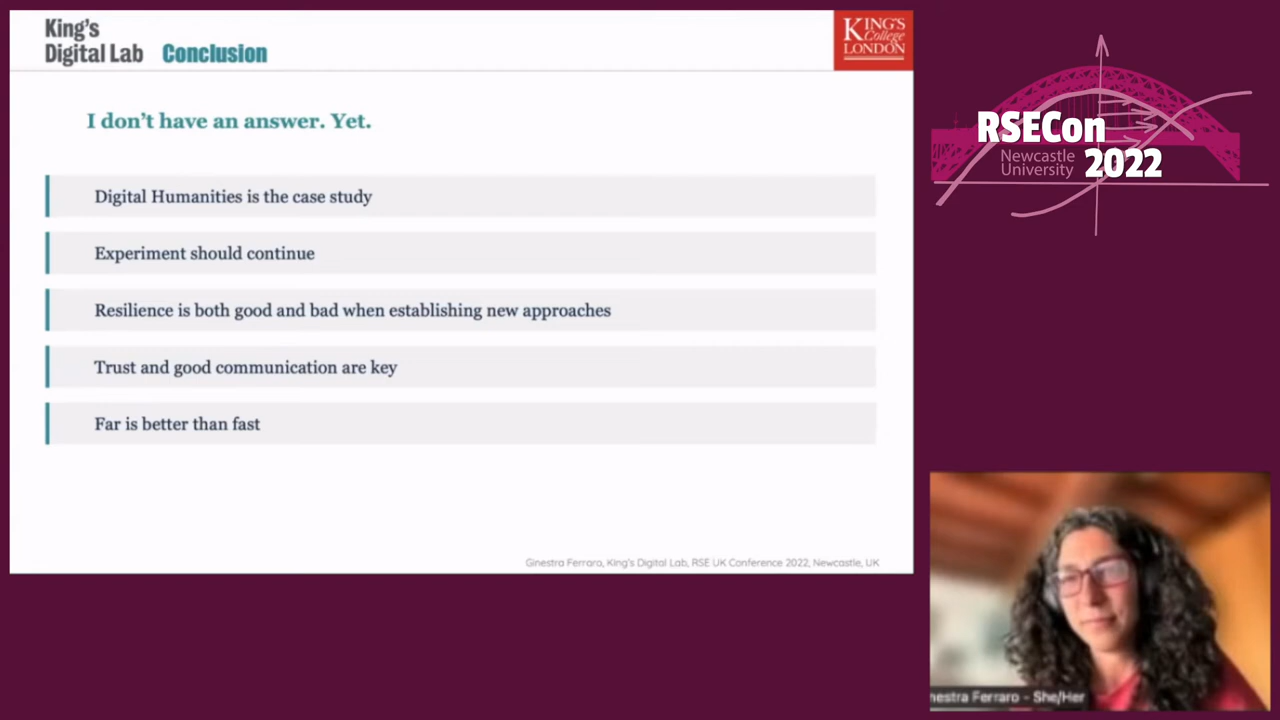 King's
Digital Lab
Conclusion
KING'S
College
LONDON
I don't have an answer. Yet.
Digital Humanities is the case study
Experiment should continue
Resilience is both good and bad when establishing new approaches
Trust and good communication are key
Far is better than fast
Ginestra Ferraro, King's Digital Lab, RSE UK Conference 2022, Newcastle, UK
RSECon
Newcastle
University
2022
nestra Ferraro - She/Her